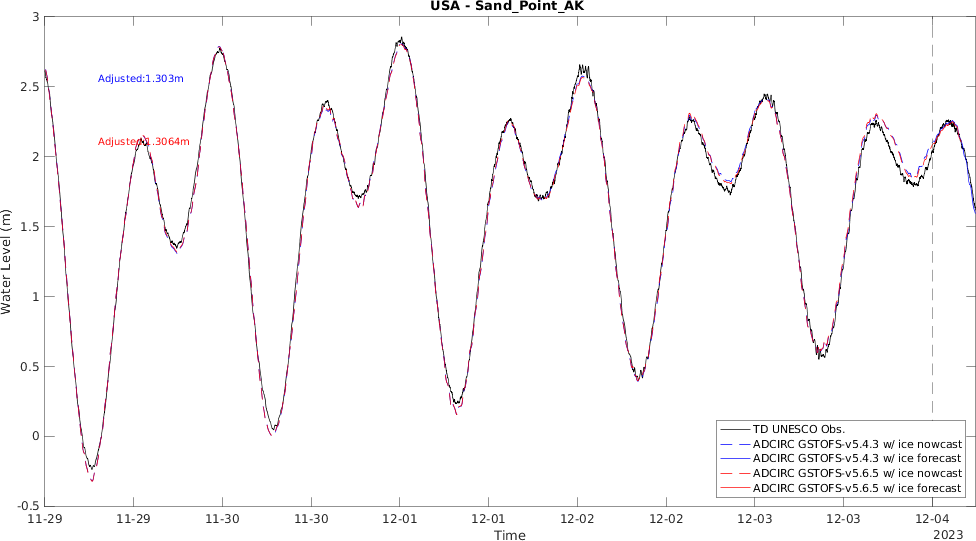 USA - Sand_Point_AK
3
2.5
2
1.5
1
0.5
0
-0.5
Water Level (m)
Adjusted:1.303m
Adjusted:1.3064m
TD UNESCO Obs.
ADCIRC GSTOFS-v5.4.3 w/ ice nowcast
ADCIRC GSTOFS-v5.4.3 w/ ice forecast
ADCIRC GSTOFS-v5.6.5 w/ ice nowcast
ADCIRC GSTOFS-v5.6.5 w/ ice forecast
11-29 11-29 11-30 11-30 12-01 12-01 12-02 12-02 12-03 12-03 12-04
Time
2023